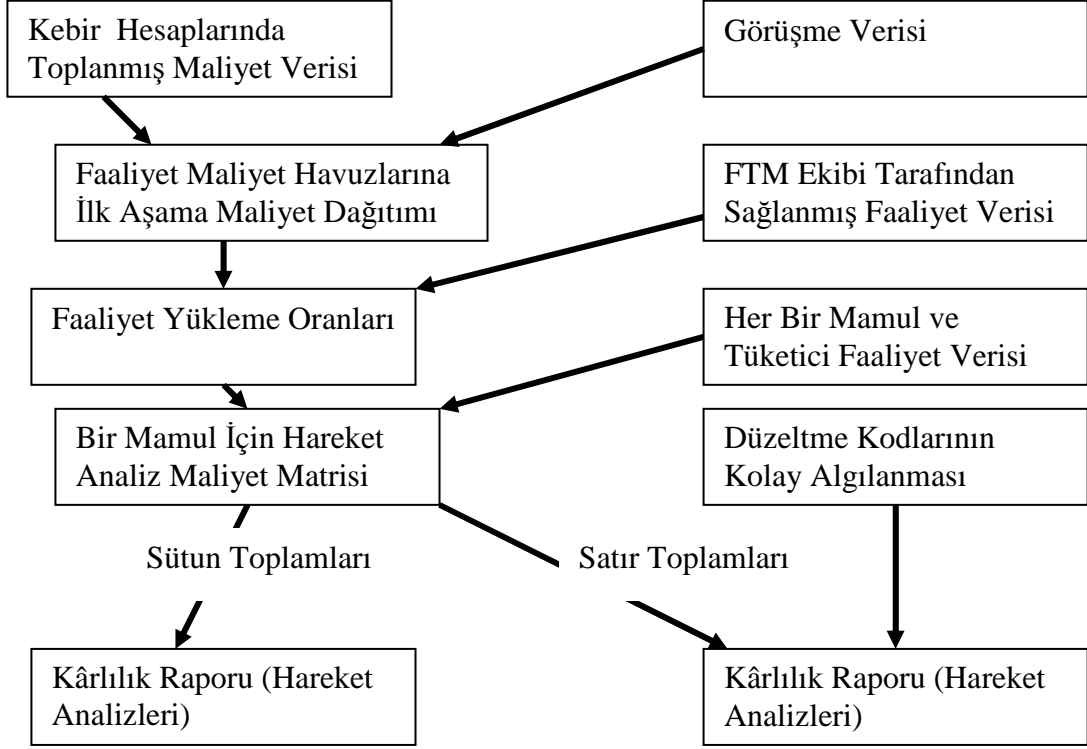 Kebir Hesaplarında
Toplanmış Maliyet Verisi
Görüşme Verisi
Faaliyet Maliyet Havuzlarına
İlk Aşama Maliyet Dağıtımı
FTM Ekibi Tarafından
Sağlanmış Faaliyet Verisi
Faaliyet Yükleme Oranları
Her Bir Mamul ve
Tüketici Faaliyet Verisi
Bir Mamul İçin Hareket
Analiz Maliyet Matrisi
Düzeltme Kodlarının
Kolay Algılanması
Sütun Toplamları
Satır Toplamları
Kârlılık Raporu (Hareket
Analizleri)
Kârlılık Raporu (Hareket
Analizleri)